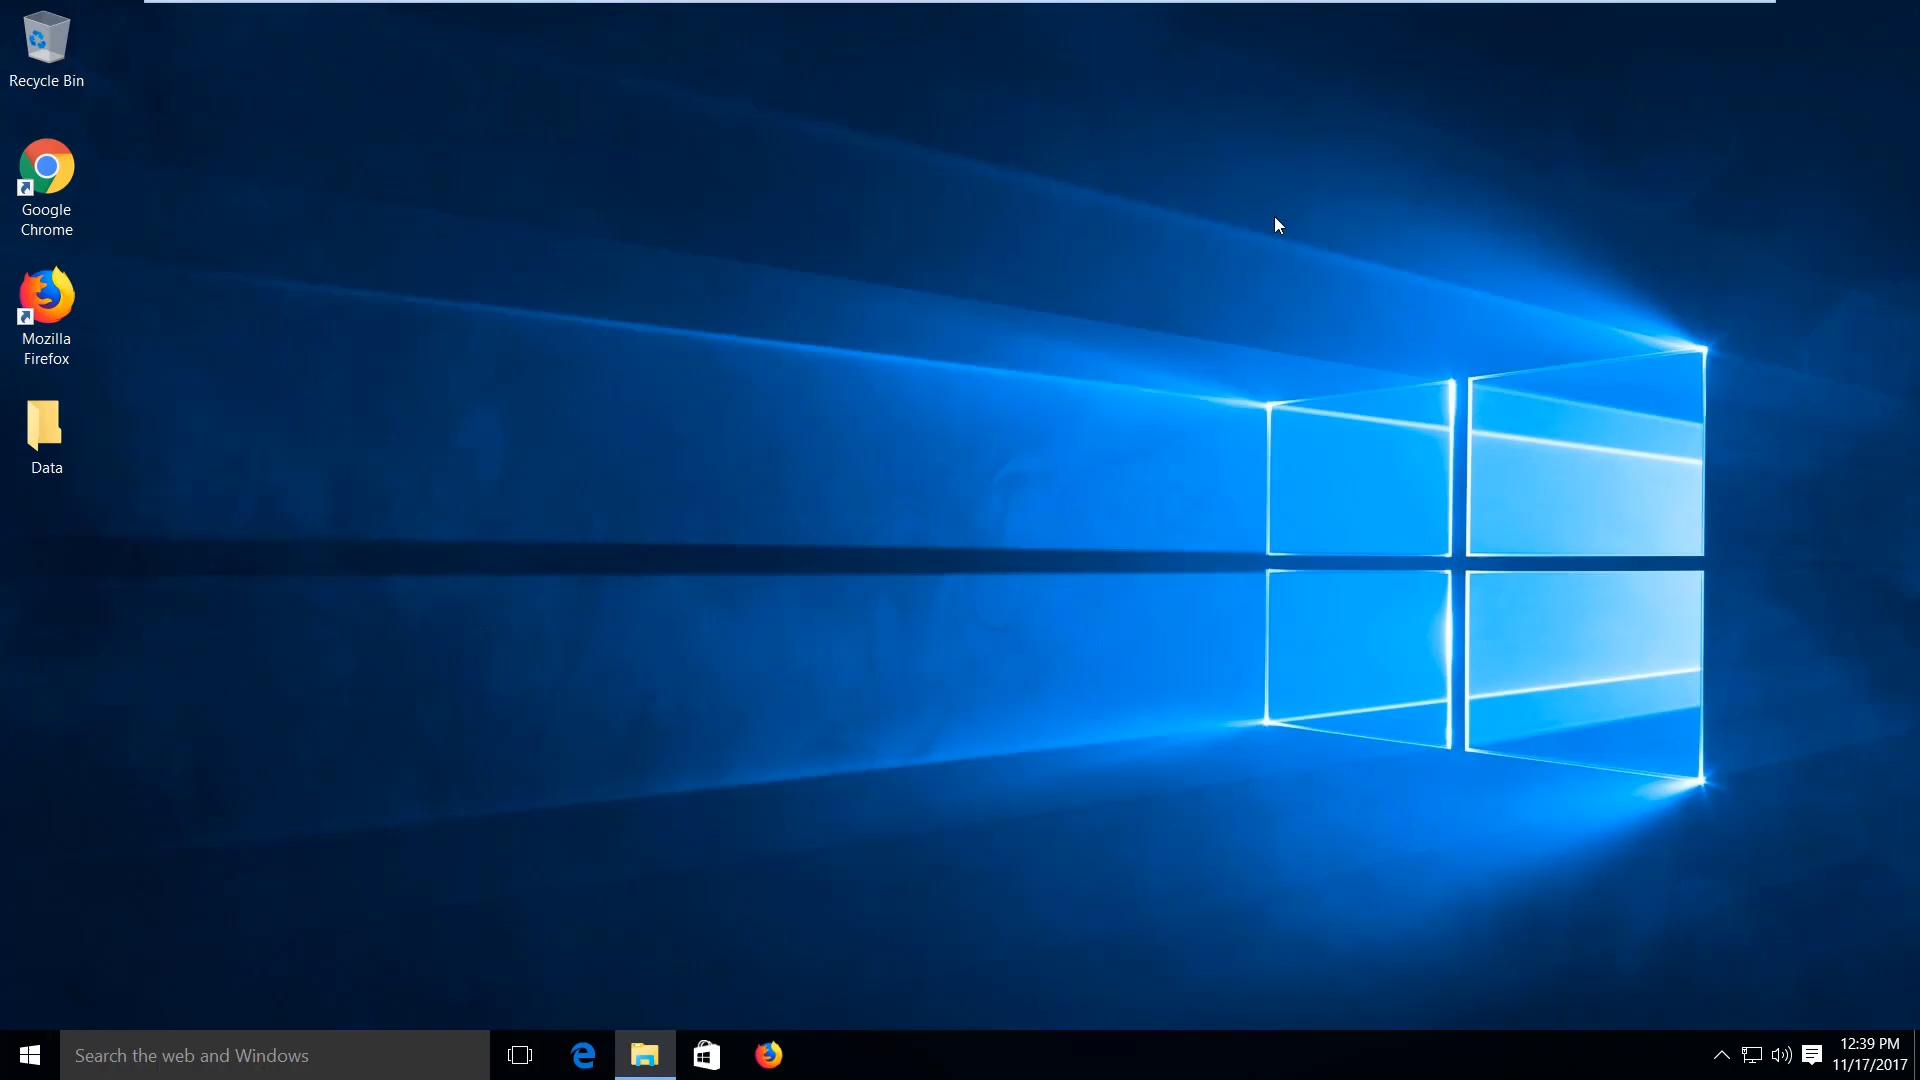 Recycle Bin
Google
Chrome
Mozilla
Firefox
Data
Search the web and Windows
12:39 PM
11/17/2017